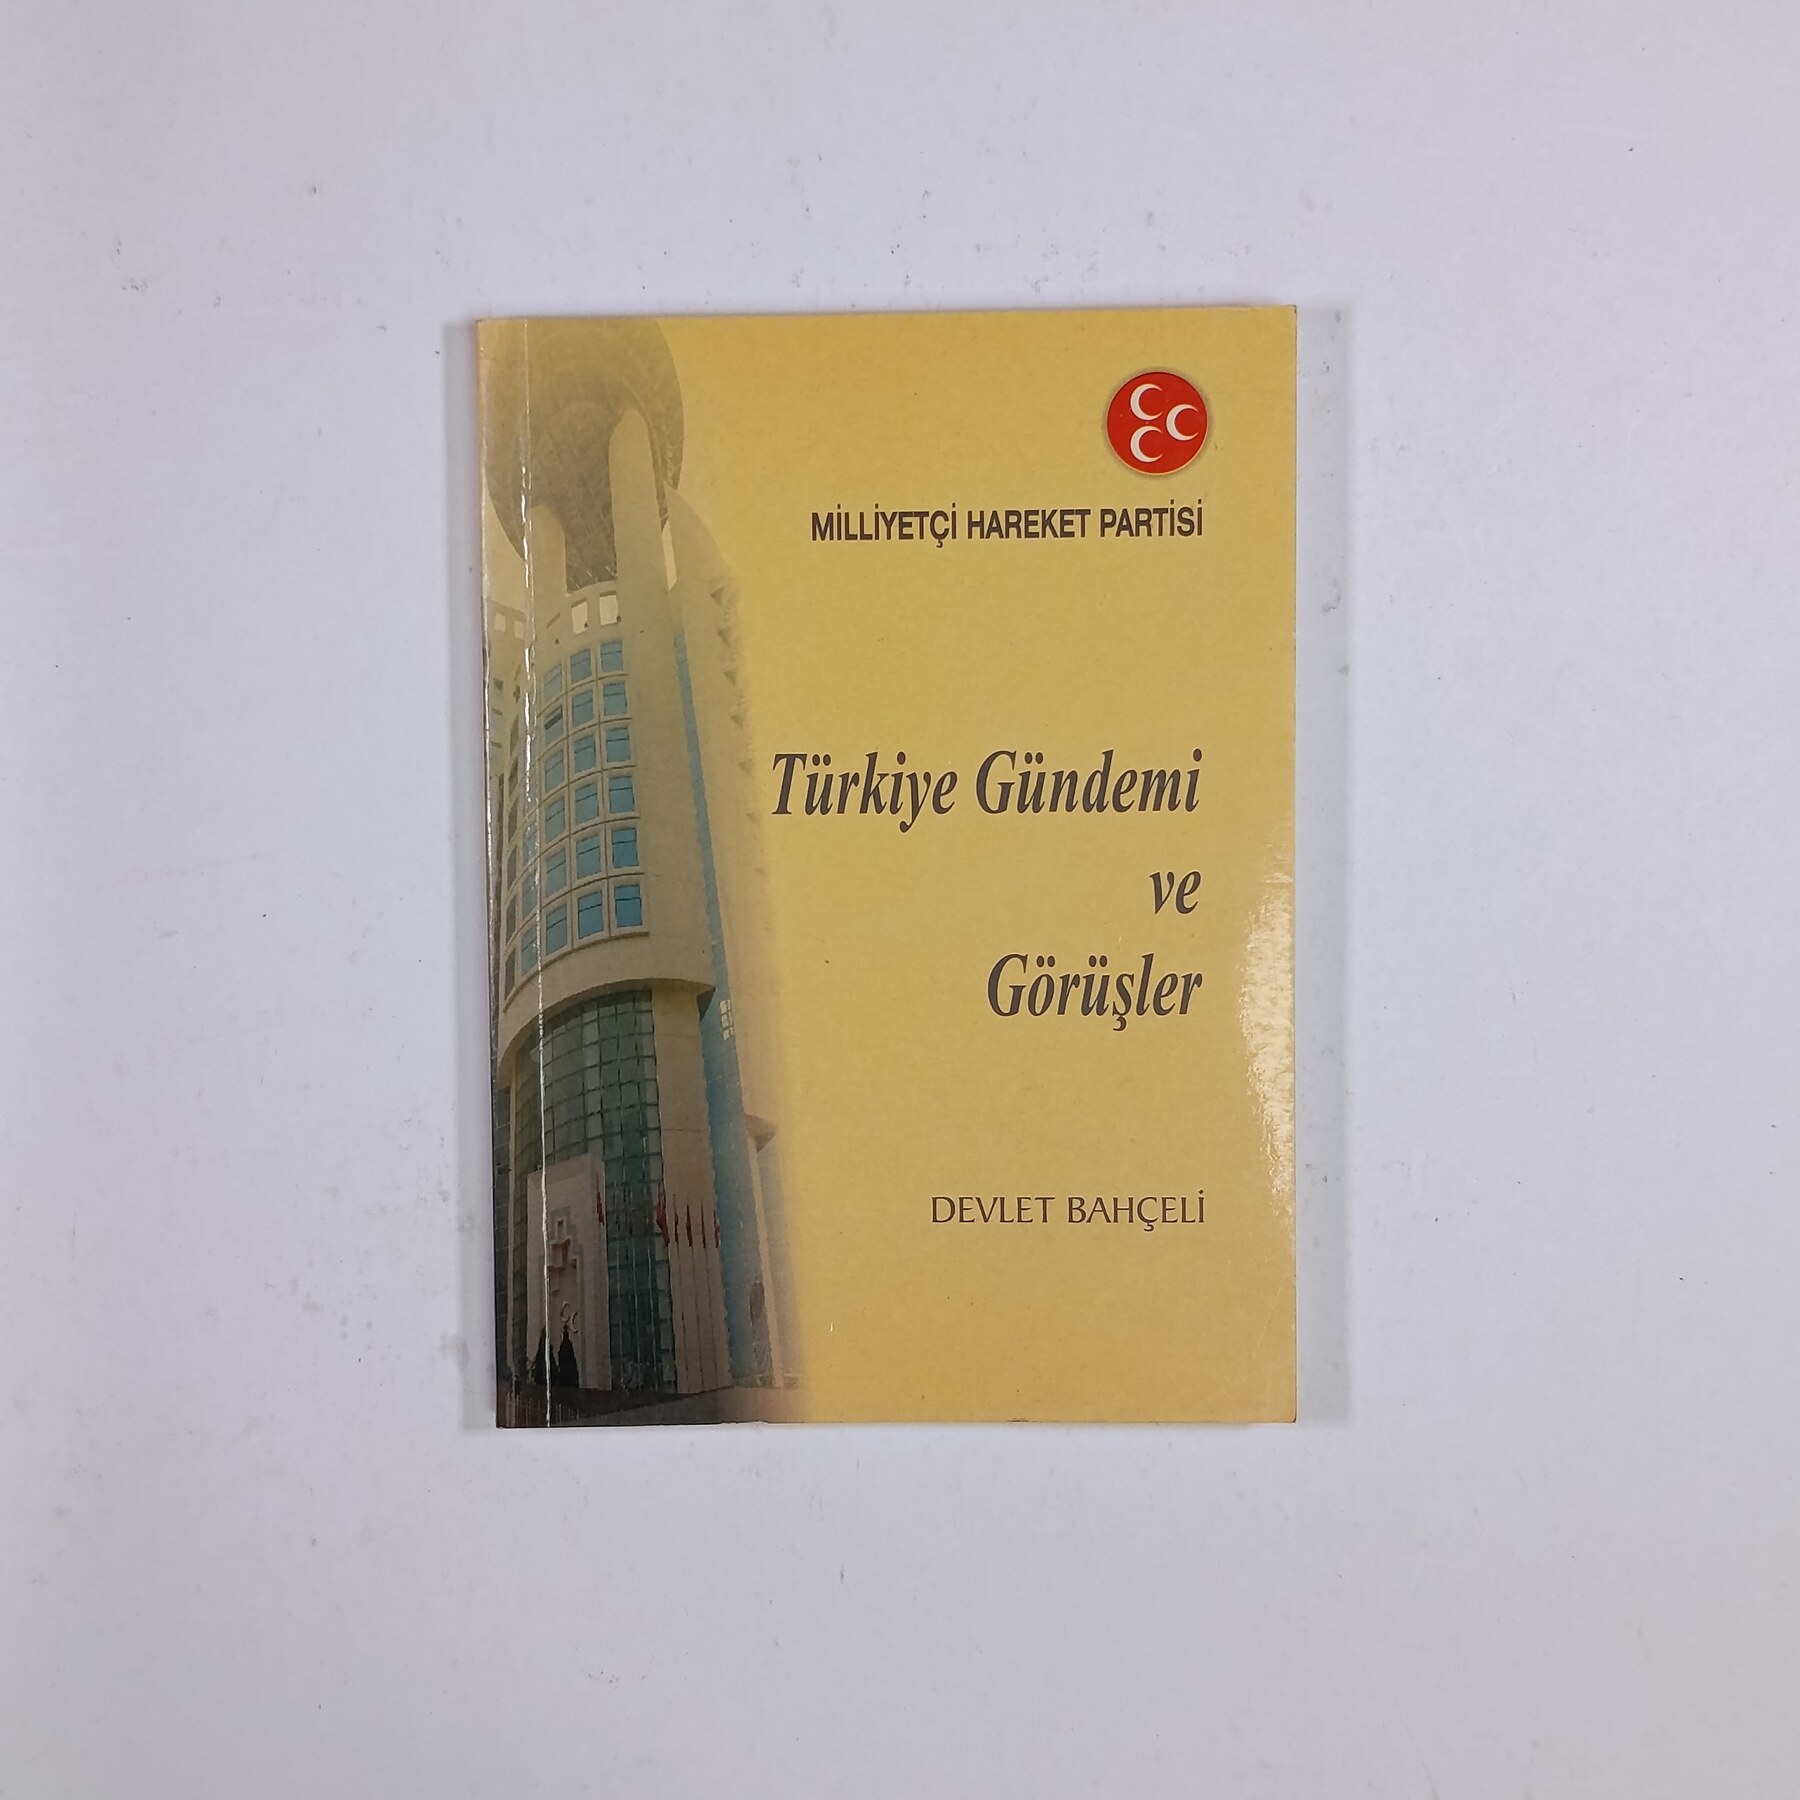 MİLLİYETÇİ HAREKET PARTİSİ
Türkiye Gündemi
ve
Görüşler
DEVLET BAHÇELİ